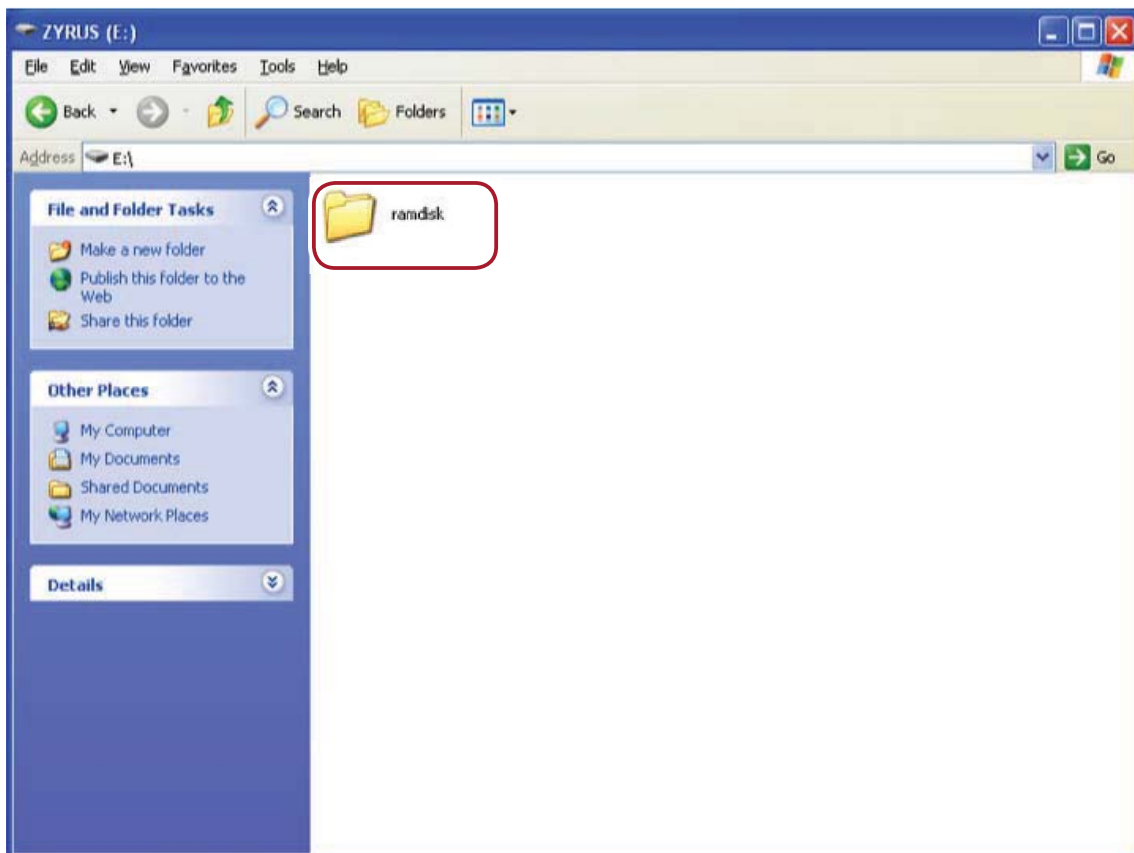 ZYRUS (E:)
File Edit View Favorites Tools Help
Back Search Folders
Address E:\ Go
File and Folder Tasks
Make a new folder
Publish this folder to the
Web
Share this folder
ramdisk
Other Places
My Computer
My Documents
Shared Documents
My Network Places
Details